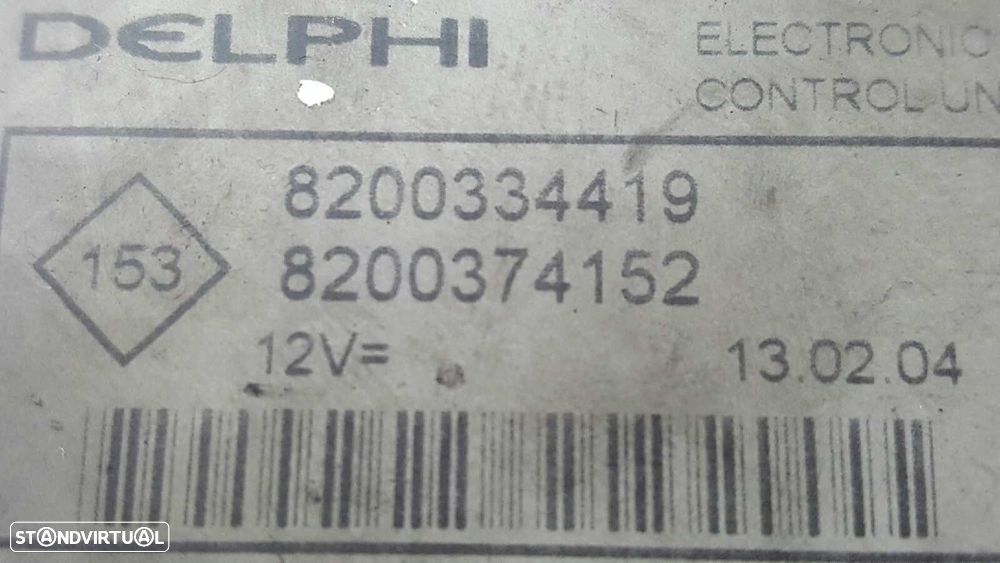 DELPHI
ELECTRONIC
CONTROL UN
8200334419
153
8200374152
12V=
13.02.04
STANDVIRTUAL